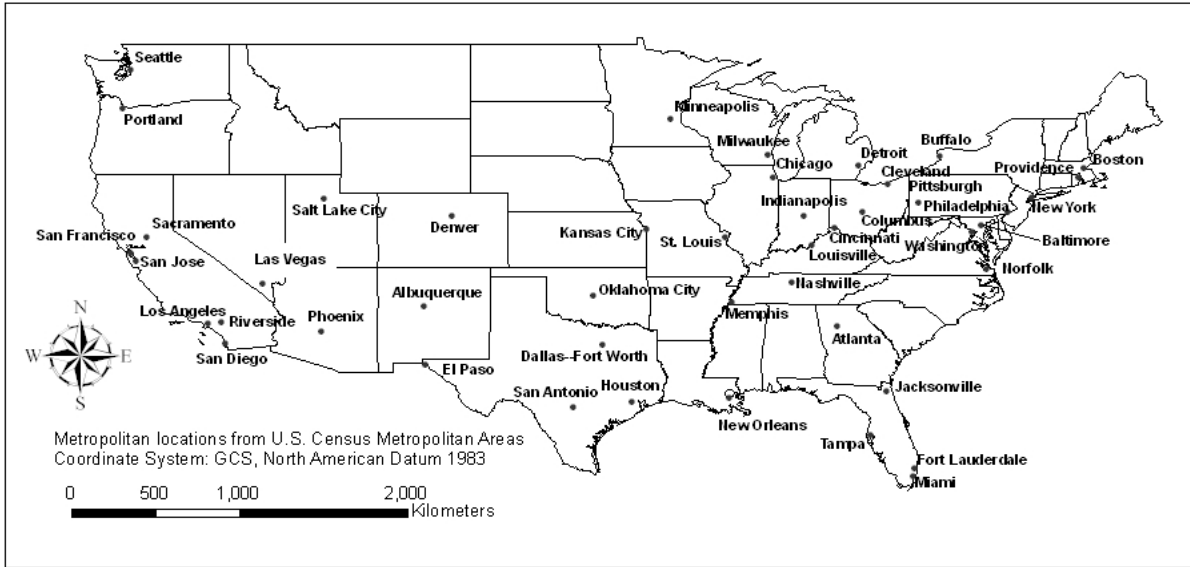 Seattle
Portland
Minneapolis
Milwaukee
Buffalo
Chicago
Detroit
Providence
Boston
Cleveland
Pittsburgh
Salt Lake City
Indianapolis
Philadelphia
New York
Sacramento
Denver
Columbus
San Francisco
Kansas City
St. Louis
Cincinnati
Washington
Baltimore
San Jose
Las Vegas
Louisville
Norfolk
Albuquerque
Oklahoma City
Nashville
Los Angeles
Riverside
Phoenix
Memphis
N
W
E
S
San Diego
Dallas--Fort Worth
Atlanta
El Paso
San Antonio
Houston
Jacksonville
New Orleans
Tampa
Fort Lauderdale
Miami
Metropolitan locations from U.S. Census Metropolitan Areas
Coordinate System: GCS, North American Datum 1983
0 500 1,000 2,000
Kilometers